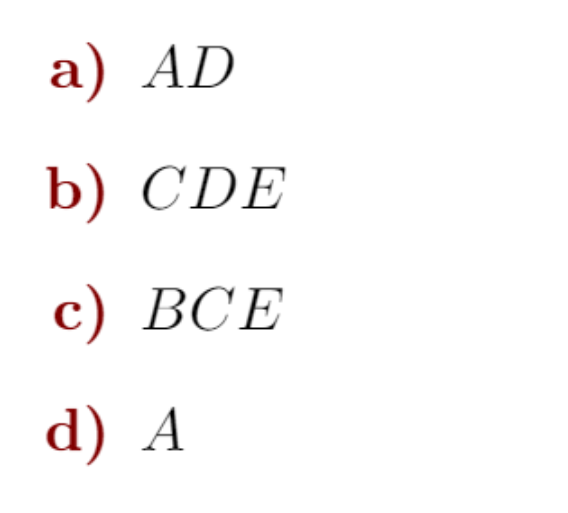 a) AD
b) CDE
c) BCE
d) A